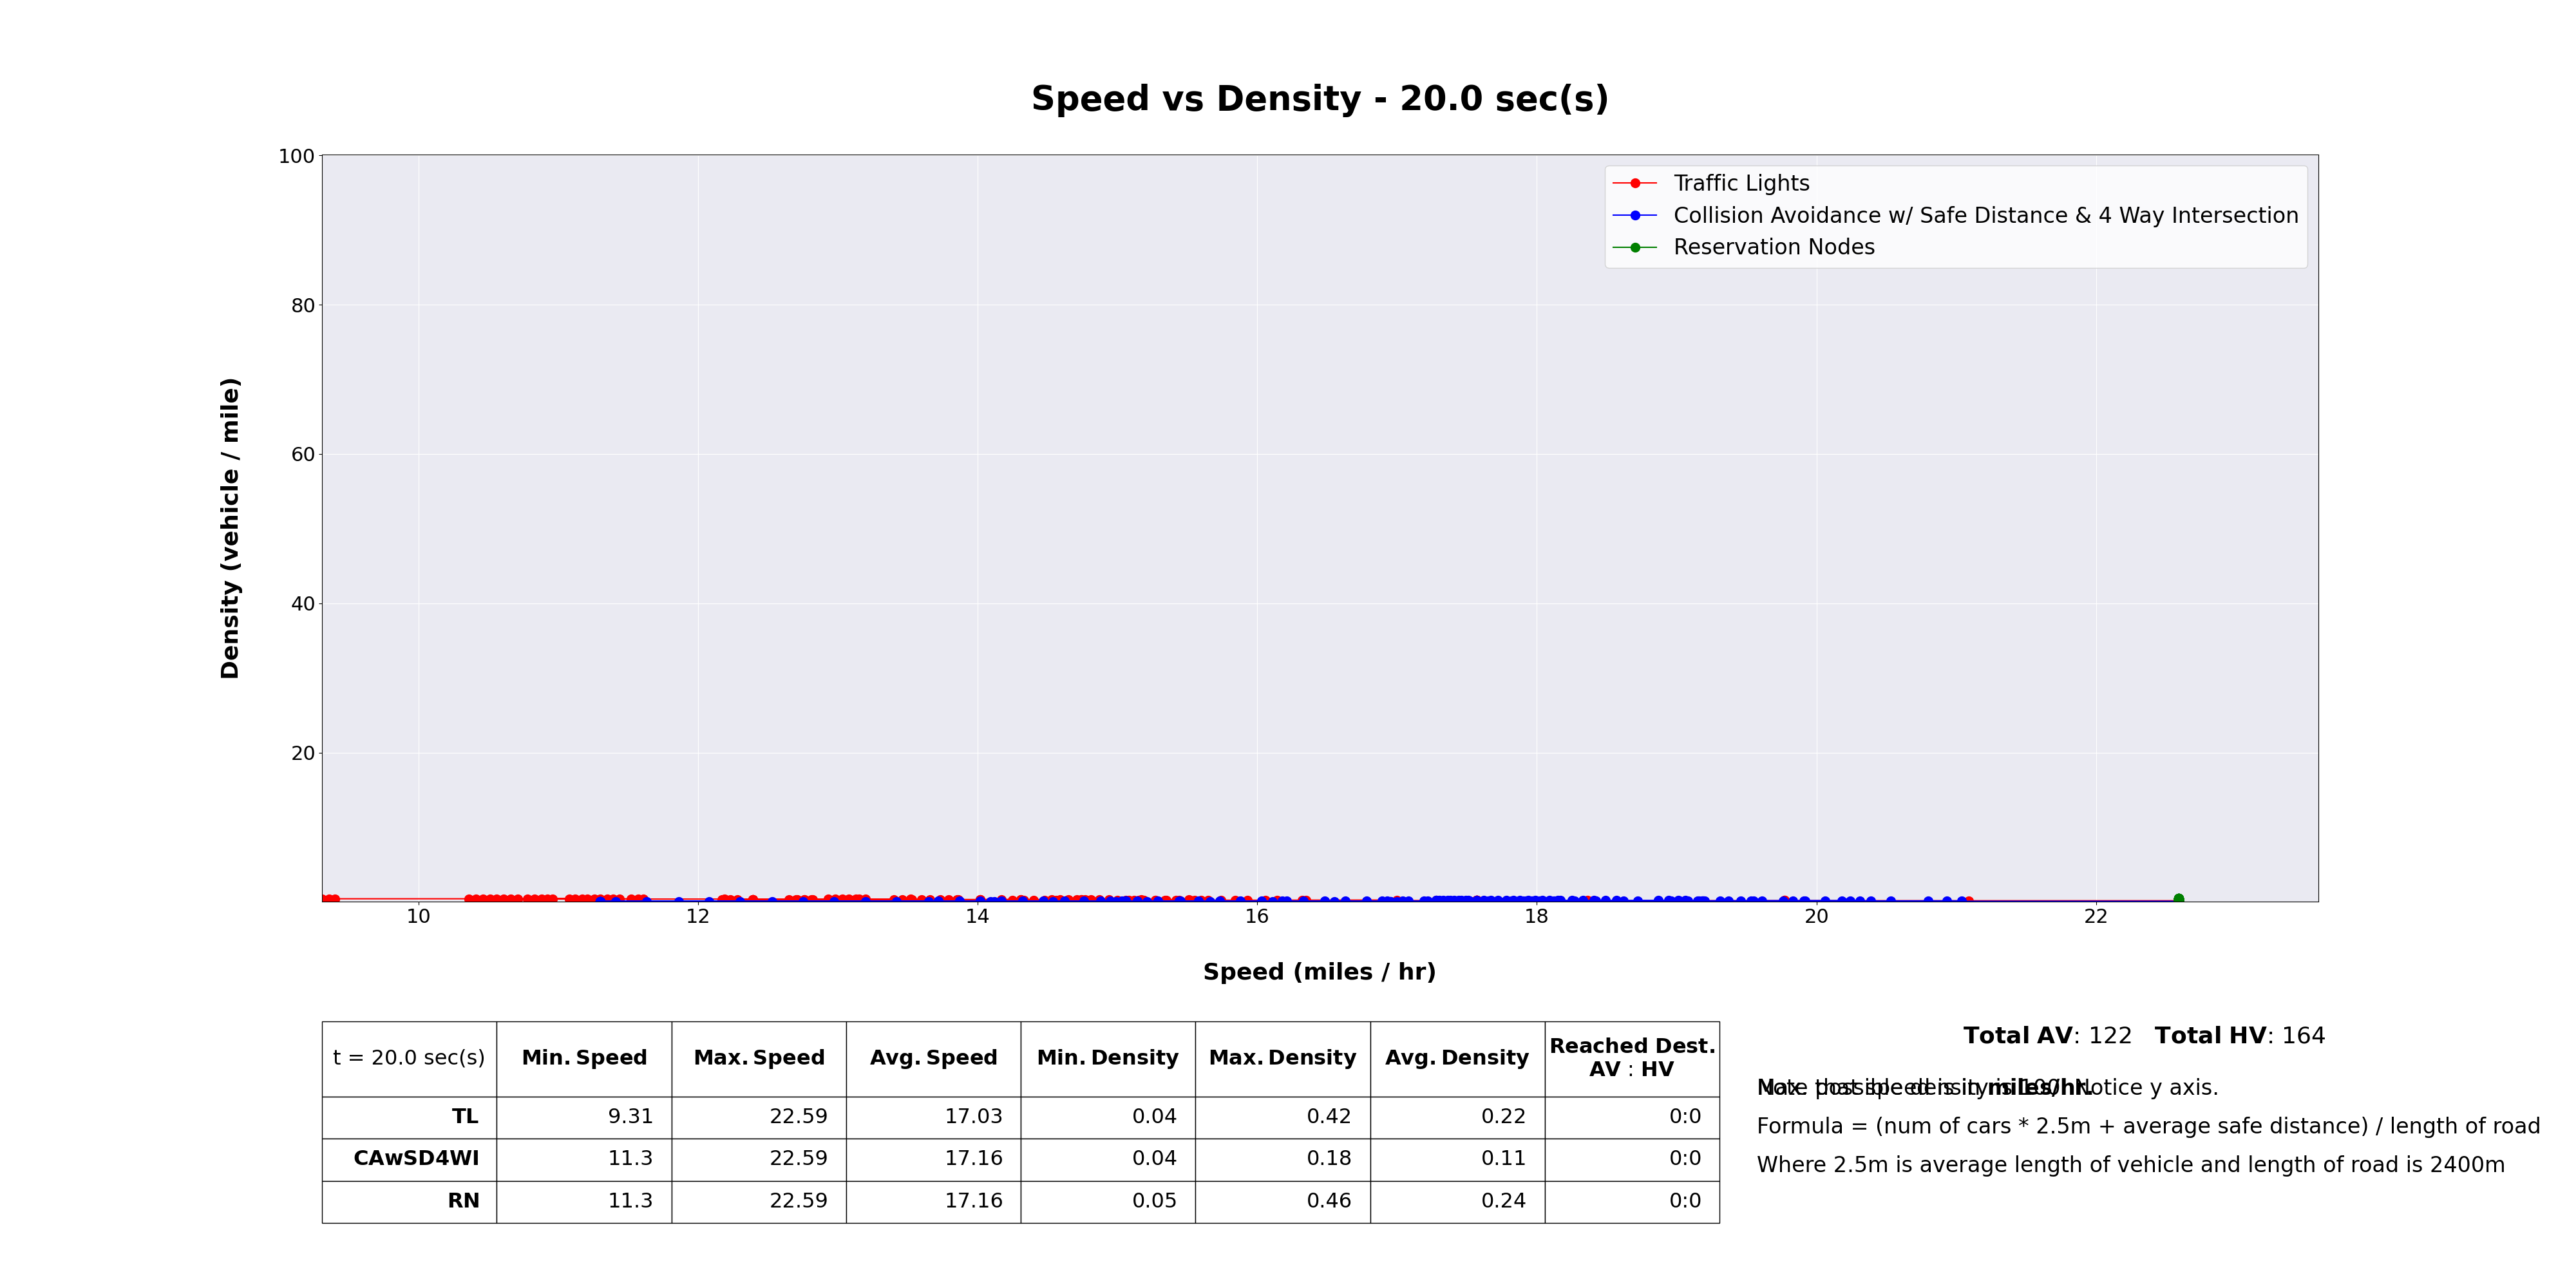 Speed vs Density - 20.0 sec(s)
100
80
60
40
20
Density (vehicle / mile)
Traffic Lights
Collision Avoidance w/ Safe Distance & 4 Way Intersection
Reservation Nodes
10 12 14 16 18 20 22
Speed (miles / hr)
t = 20.0 sec(s) Min. Speed Max. Speed Avg. Speed Min. Density Max. Density Avg. Density Reached Dest.
AV : HV
TL 9.31 22.59 17.03 0.04 0.42 0.22 0:0
CAwSD4WI 11.3 22.59 17.16 0.04 0.18 0.11 0:0
RN 11.3 22.59 17.16 0.05 0.46 0.24 0:0
Total AV: 122 Total HV: 164
Notice y axis.
Formula = (num of cars * 2.5m + average safe distance) / length of road
Where 2.5m is average length of vehicle and length of road is 2400m